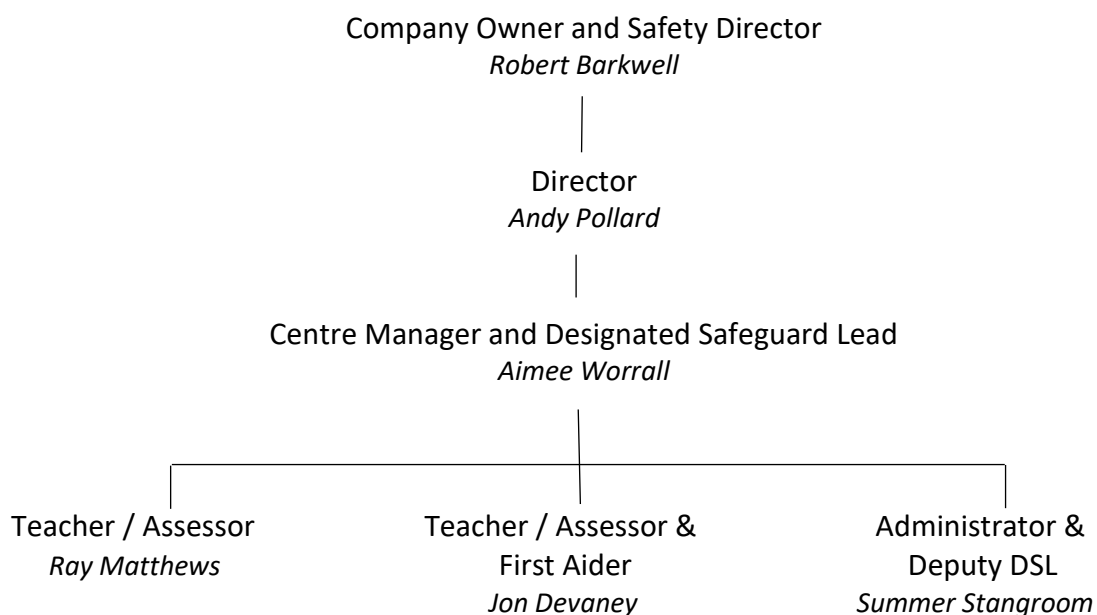 Company Owner and Safety Director
Robert Barkwell
Director
Andy Pollard
Centre Manager and Designated Safeguard Lead
Aimee Worrall
Teacher / Assessor
Ray Matthews
Teacher / Assessor &
First Aider
Jon Devaney
Administrator &
Deputy DSL
Summer Stangroom